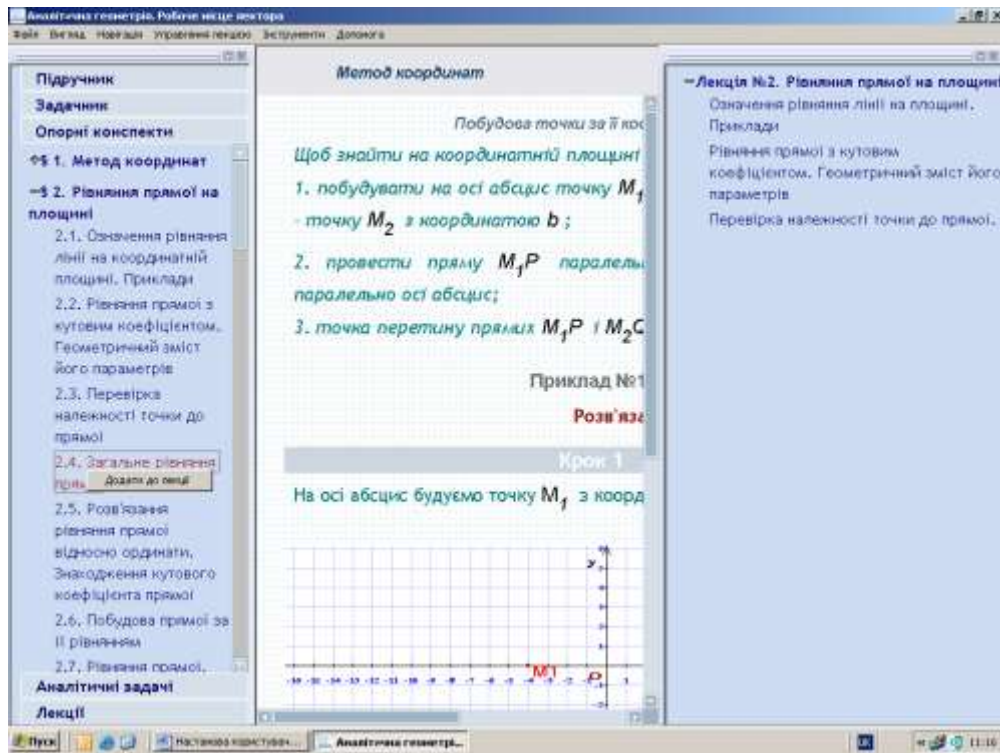 Аналітична геометрія. Робоче місце лектора
Файл Вигляд Навігація Управління лекцією Інструменти Допомога
Підручник
Задачник
Опорні конспекти
§ 1. Метод координат
§ 2. Рівняння прямої на
площині
2.1. Означення рівняння
лінії на координатній
площині. Приклади
2.2. Рівняння прямої з
кутовим коефіцієнтом.
Геометричний зміст
його параметрів
2.3. Перевірка
належності точки до
прямої
2.4. Загальне рівняння
Додати до лекції
2.5. Розв'язання
рівняння прямої
відносно ординати.
Знаходження кутового
коефіцієнта прямої
2.6. Побудова прямої за
її рівнянням
2.7. Рівняння прямої,
Аналітичні задачі
Лекції
Метод координат
Побудова точки за її коо
Щоб знайти на координатній площині
1. побудувати на осі абсцис точку M1
- точку M2 з координатою b ;
2. провести пряму M1P паралель
паралельно осі абсцис;
3. точка перетину прямих M1P і M2Q
Приклад №1
Розв'яза
Крок 1
На осі абсцис будуємо точку M1 з коорд
У
M1
Лекція №2. Рівняння прямої на площині
Означення рівняння лінії на площині.
Приклади
Рівняння прямої з кутовим
коефіцієнтом. Геометричний зміст його
параметрів
Перевірка належності точки до прямої.
Пуск
Настанова користувач...
Аналітична геометрі...
11:16